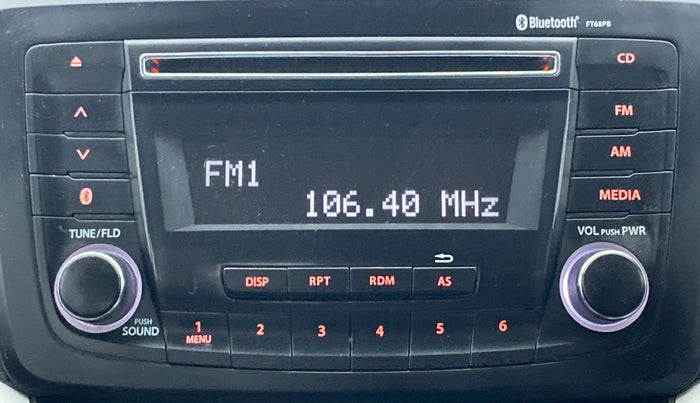 Bluetooth® FT68PB
CD
FM
AM
MEDIA
FM1
106.40 MHz
TUNE/FLD
VOL PUSH PWR
DISP RPT RDM AS
PUSH
SOUND
1 2 3 4 5 6
MENU